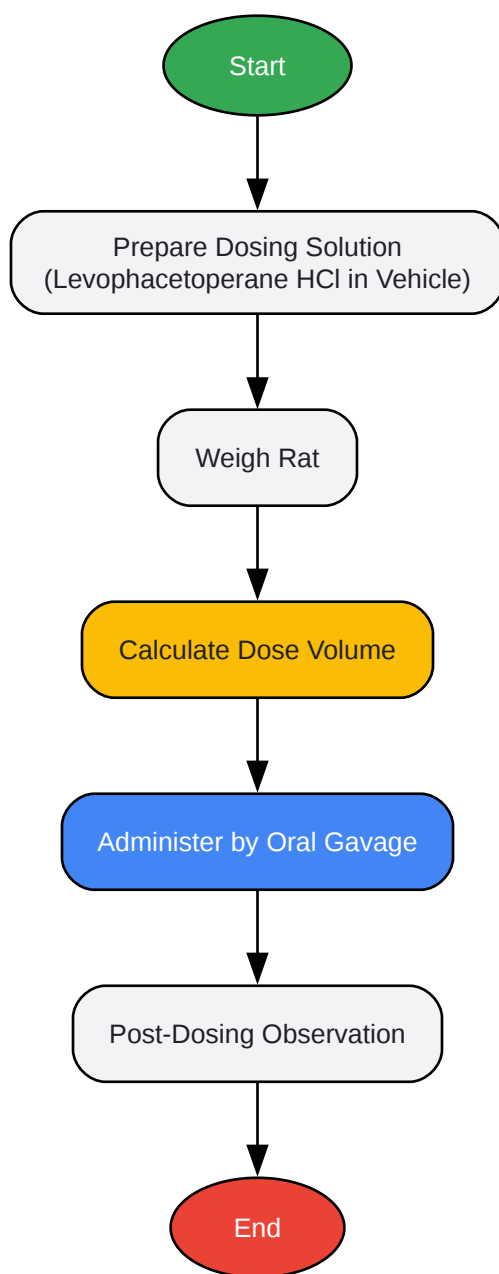 Start
Prepare Dosing Solution
(Levophacetoperane HCl in Vehicle)
Weigh Rat
Calculate Dose Volume
Administer by Oral Gavage
Post-Dosing Observation
End